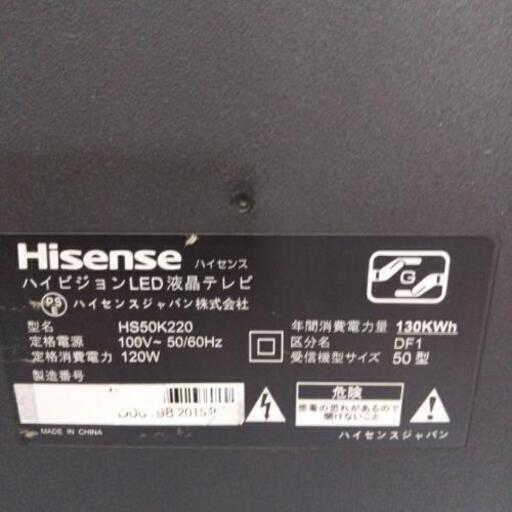 Hisense ハイセンス
ハイビジョンLED液晶テレビ
PS E ハイセンスジャパン株式会社
型名 HS50K220
定格電源 100V~ 50/60Hz
定格消費電力 120W
製造番号
年間消費電力量 130KWh
区分名 DF1
受信機型サイズ 50型
危険
感電の恐れがあるので
開けないこと
MADE IN CHINA
ハイセンスジャパン